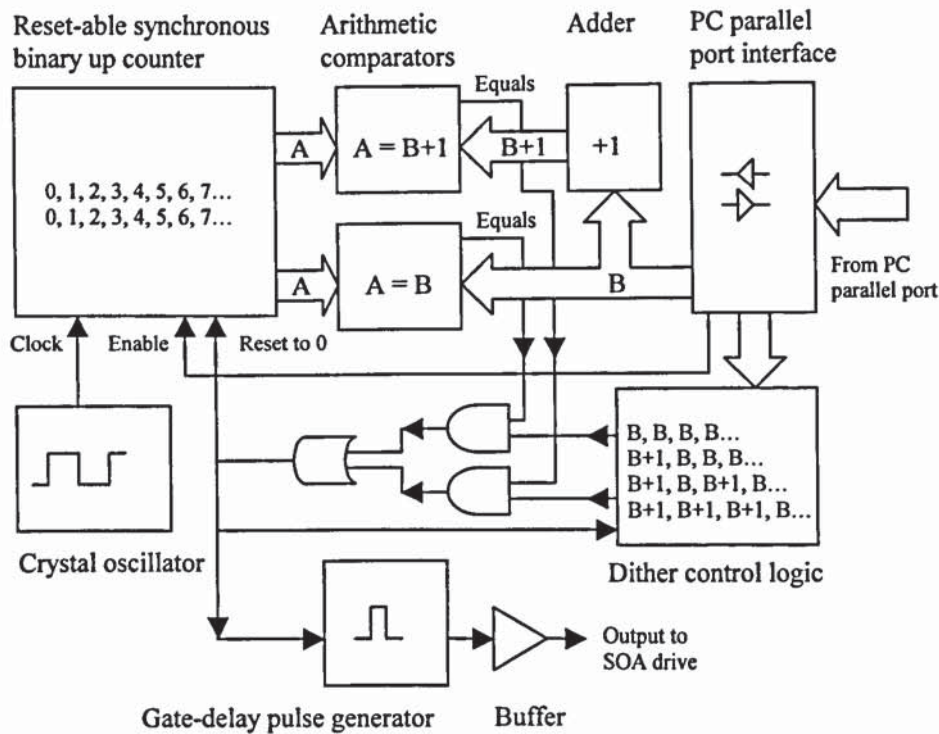 Reset-able synchronous
binary up counter
Arithmetic
comparators
Adder
PC parallel
port interface
Equals
A
A = B+1
B+1
+1
0, 1, 2, 3, 4, 5, 6, 7...
0, 1, 2, 3, 4, 5, 6, 7...
Equals
A
A = B
B
From PC
parallel port
Clock
Enable
Reset to 0
B, B, B, B...
B+1, B, B, B...
B+1, B, B+1, B...
B+1, B+1, B+1, B...
Crystal oscillator
Dither control logic
Output to
SOA drive
Gate-delay pulse generator
Buffer